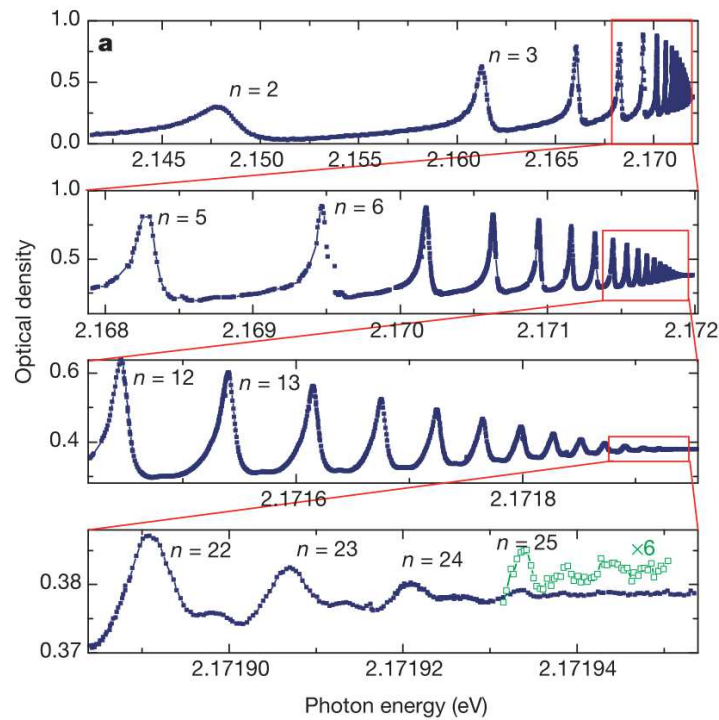 a
1.0
n = 2
n = 3
0.5
0.0
2.145 2.150 2.155 2.160 2.165 2.170
1.0
n = 5
n = 6
0.5
2.168 2.169 2.170 2.171 2.172
Optical density
0.6
n = 12
n = 13
0.4
2.1716 2.1718
n = 22
n = 23
n = 24
n = 25
×6
0.38
0.37
2.17190 2.17192 2.17194
Photon energy (eV)